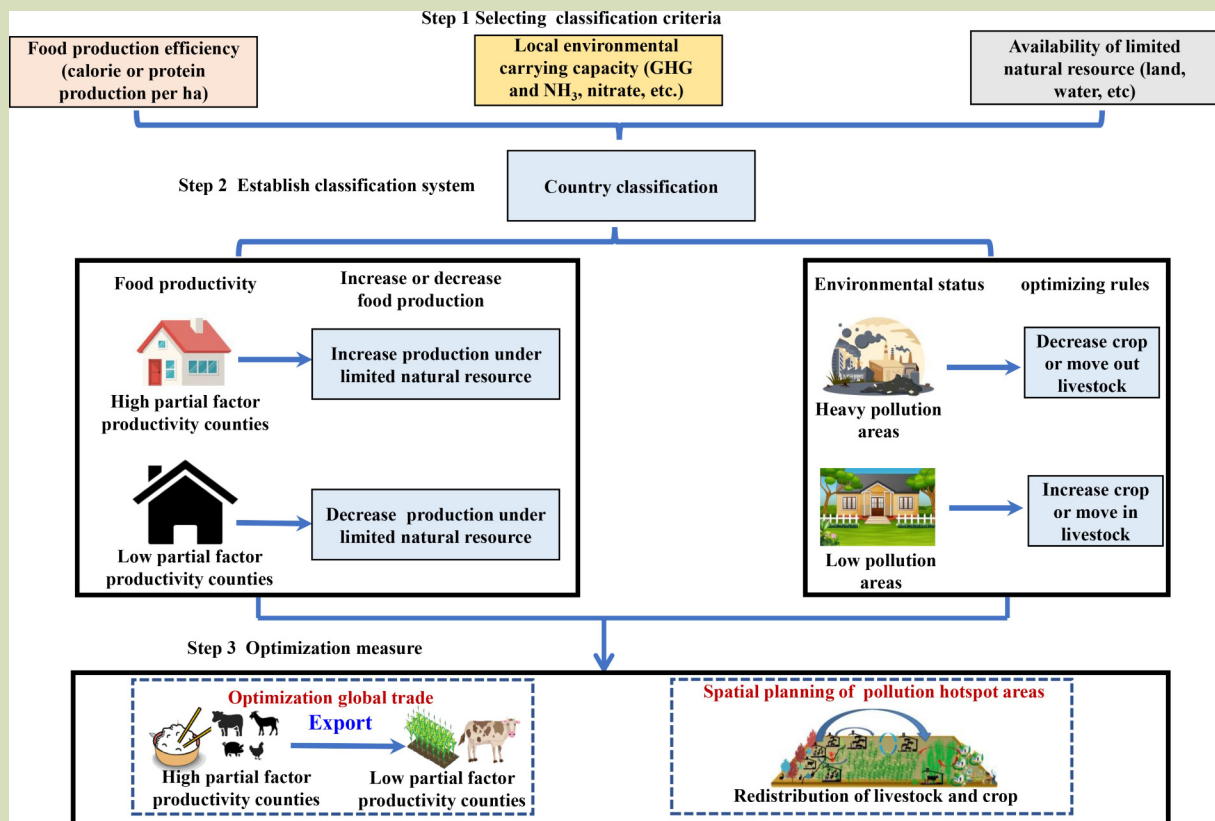 Step 1 Selecting classification criteria
Food production efficiency
(calorie or protein
production per ha)
Local environmental
carrying capacity (GHG
and NH₃, nitrate, etc.)
Availability of limited
natural resource (land,
water, etc)
Step 2 Establish classification system
Country classification
Food productivity
Increase or decrease
food production
High partial factor
productivity counties
Increase production under
limited natural resource
Low partial factor
productivity counties
Decrease production under
limited natural resource
Environmental status
optimizing rules
Heavy pollution
areas
Decrease crop
or move out
livestock
Low pollution
areas
Increase crop
or move in
livestock
Step 3 Optimization measure
Optimization global trade
Export
High partial factor
productivity counties
Low partial factor
productivity counties
Spatial planning of pollution hotspot areas
Redistribution of livestock and crop